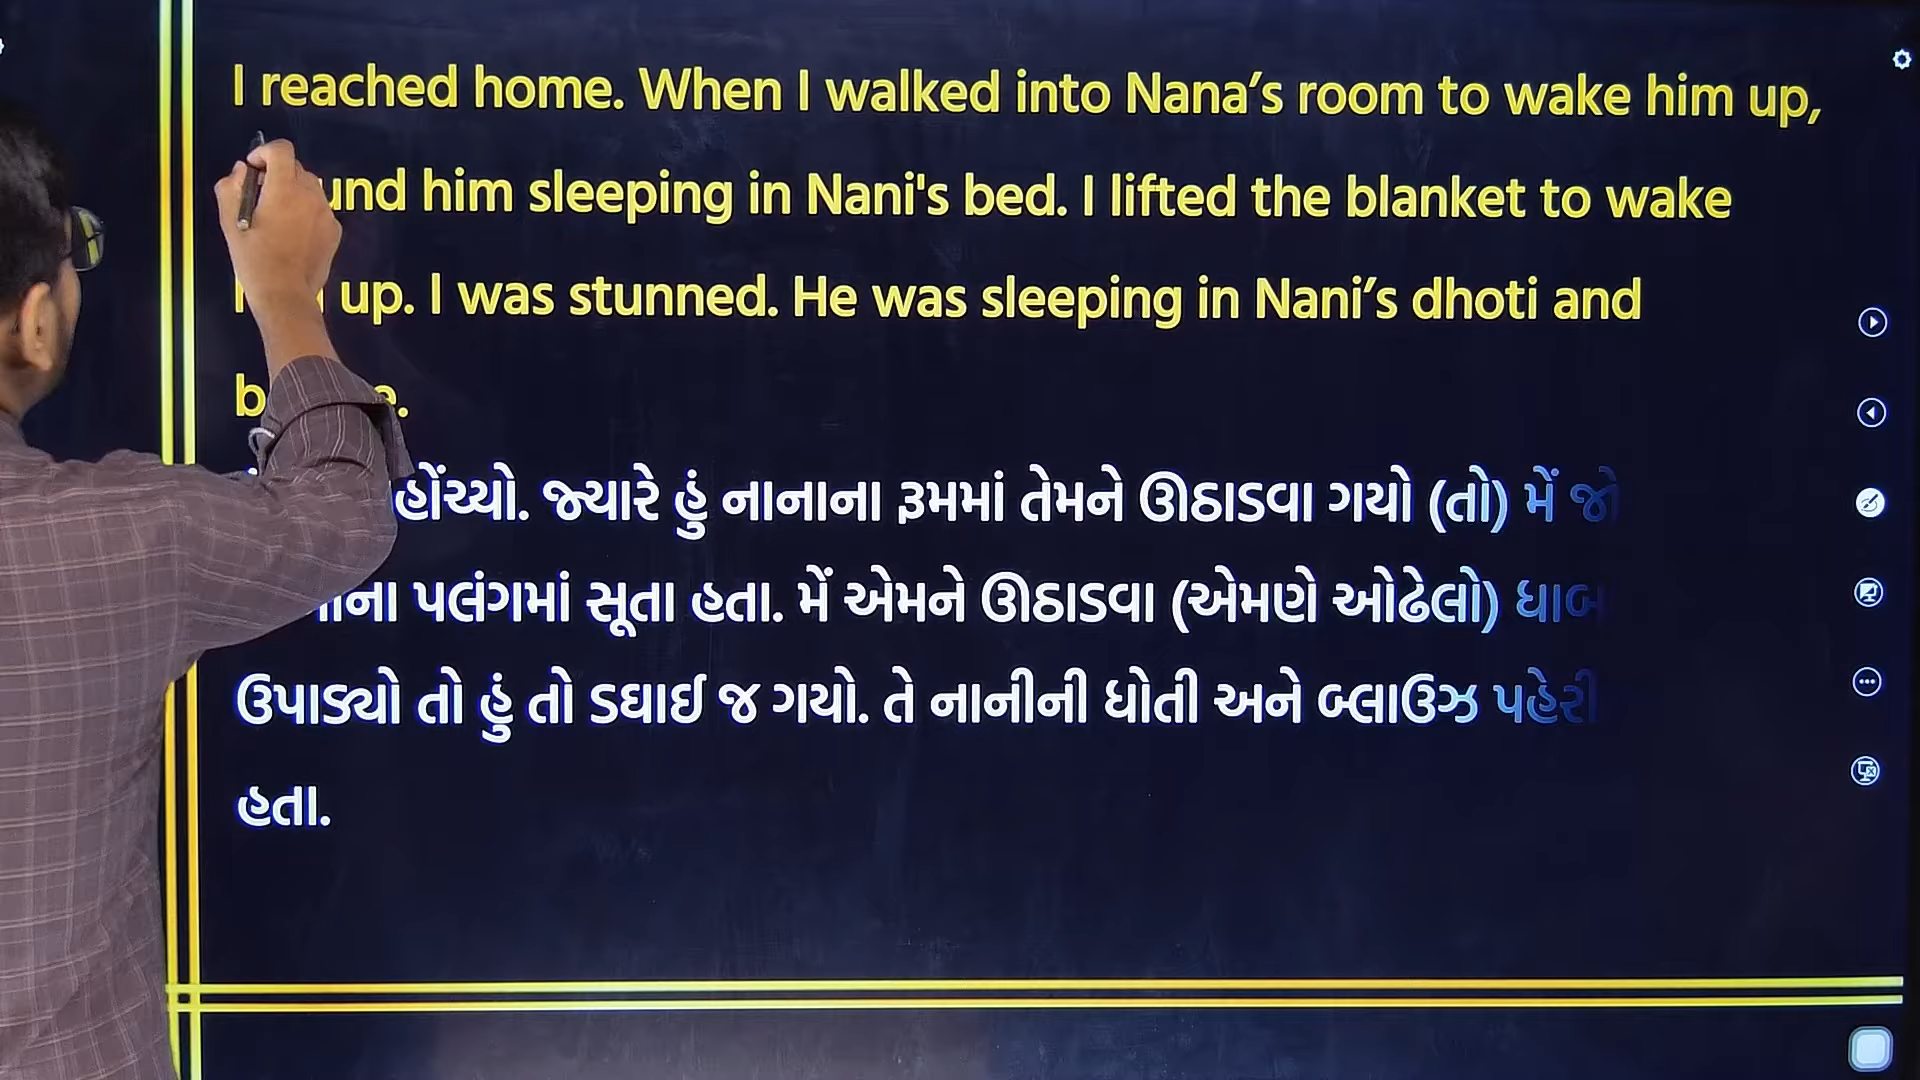 I reached home. When I walked into Nana’s room to wake him up,
him sleeping in Nani's bed. I lifted the blanket to wake
up. I was stunned. He was sleeping in Nani’s dhoti and
જ્યારે હું નાનાના રૂમમાં તેમને ઊઠાડવા ગયો (તો) મેં
પલંગમાં સૂતા હતા. મેં એમને ઊઠાડવા (એમણે ઓઢેલો)
ઉપાડ્યો તો હું તો ડઘાઈ જ ગયો. તે નાનીની ધોતી અને બ્લાઉઝ પહેરી
હતા.